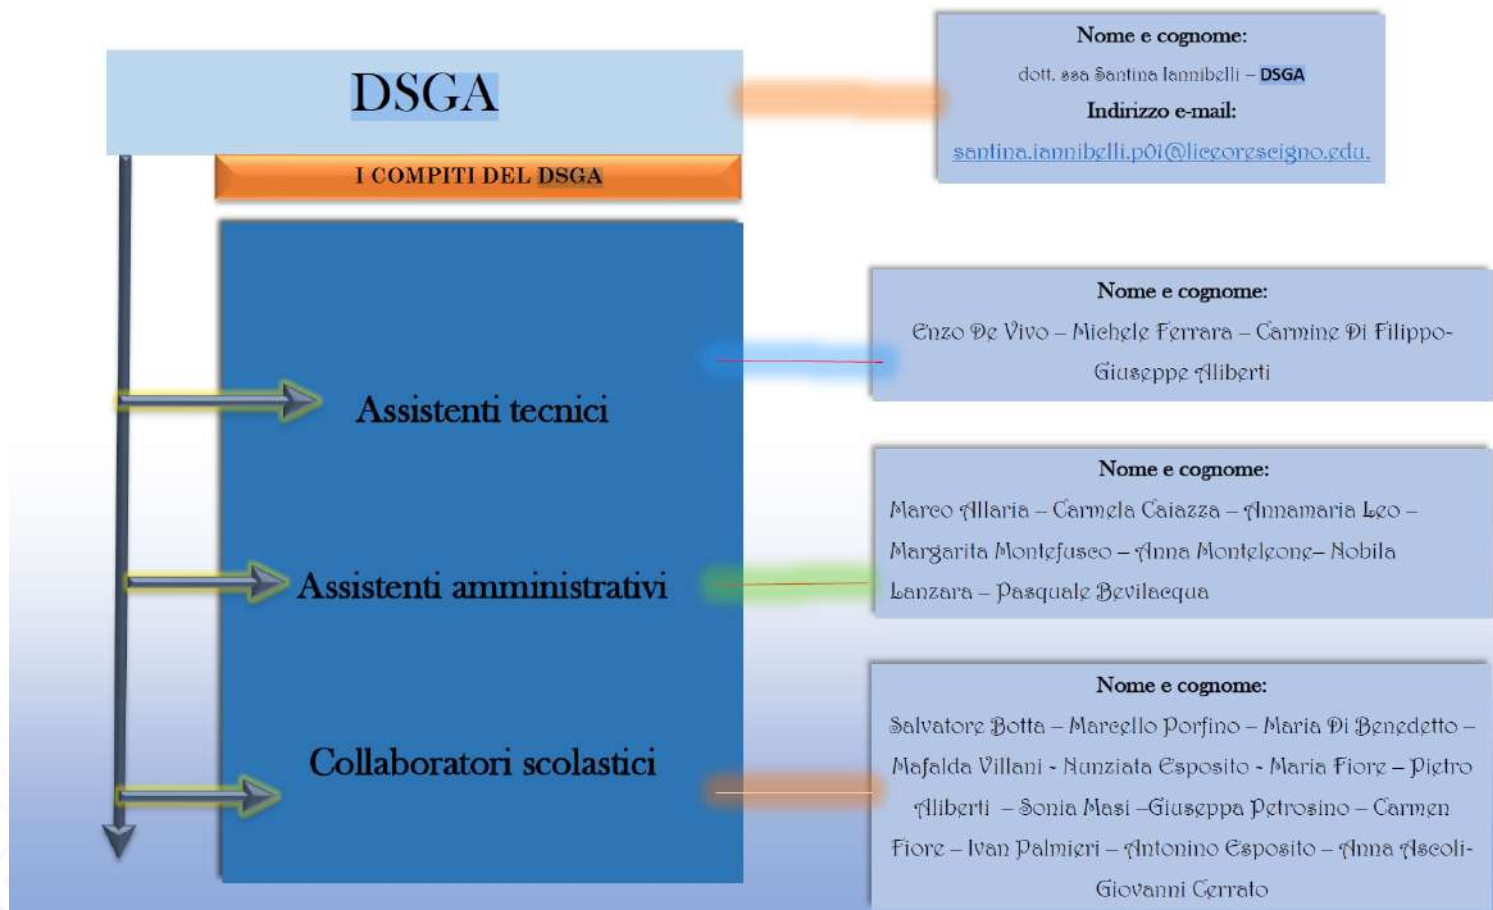 DSGA
I COMPITI DEL DSGA
Assistenti tecnici
Assistenti amministrativi
Collaboratori scolastici
Nome e cognome:
dott. ssa Santina Iannibelli – DSGA
Indirizzo e-mail:
santina.iannibelli.p01@liceorescigno.edu.
Nome e cognome:
Enzo De Vivo – Michele Ferrara – Carmine Di Filippo-
Giuseppe Aliberti
Nome e cognome:
Marco Allaria – Carmela Caiazza – Annamaria Leo –
Margarita Montefusco – Anna Monteleone– Nobila
Lanzara – Pasquale Bevilacqua
Nome e cognome:
Salvatore Botta – Marcello Porfino – Maria Di Benedetto –
Mafalda Villani - Nunziata Esposito - Maria Fiore – Pietro
Aliberti – Sonia Masi –Giuseppa Petrosino – Carmen
Fiore – Ivan Palmieri – Antonino Esposito – Anna Ascoli-
Giovanni Cerrato